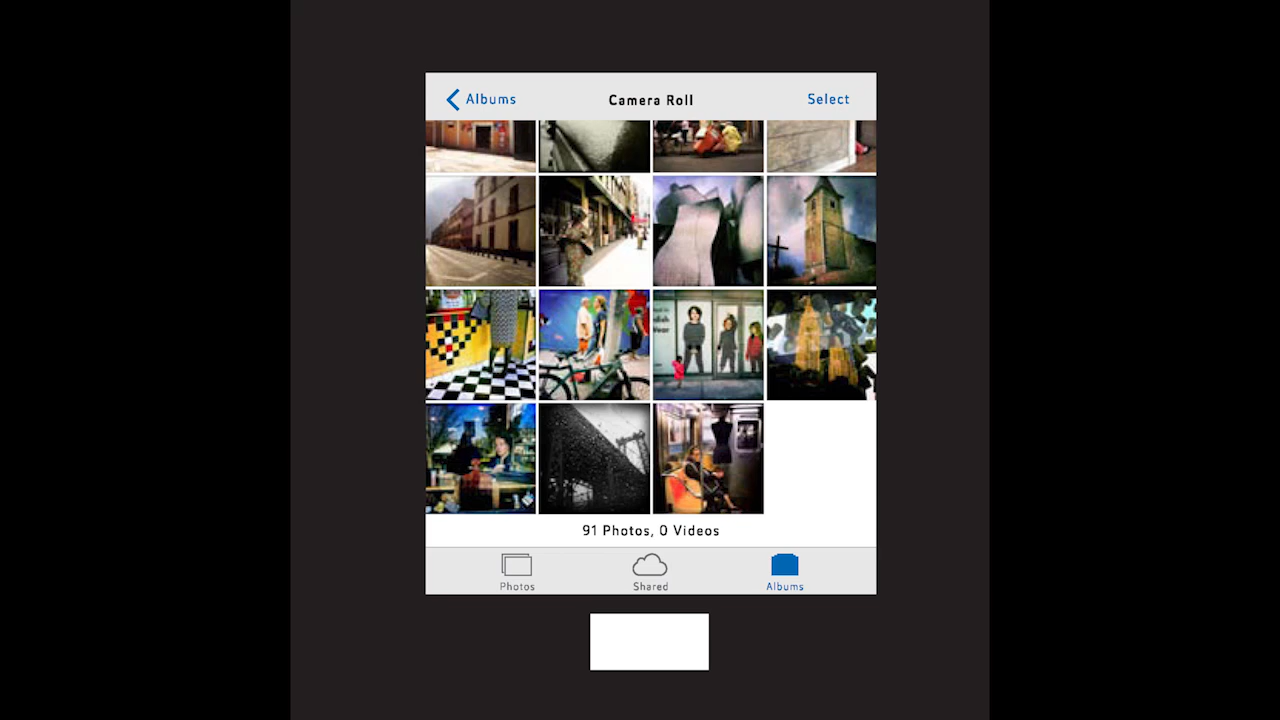 Albums
Camera Roll
Select
91 Photos, 0 Videos
Photos
Shared
Albums